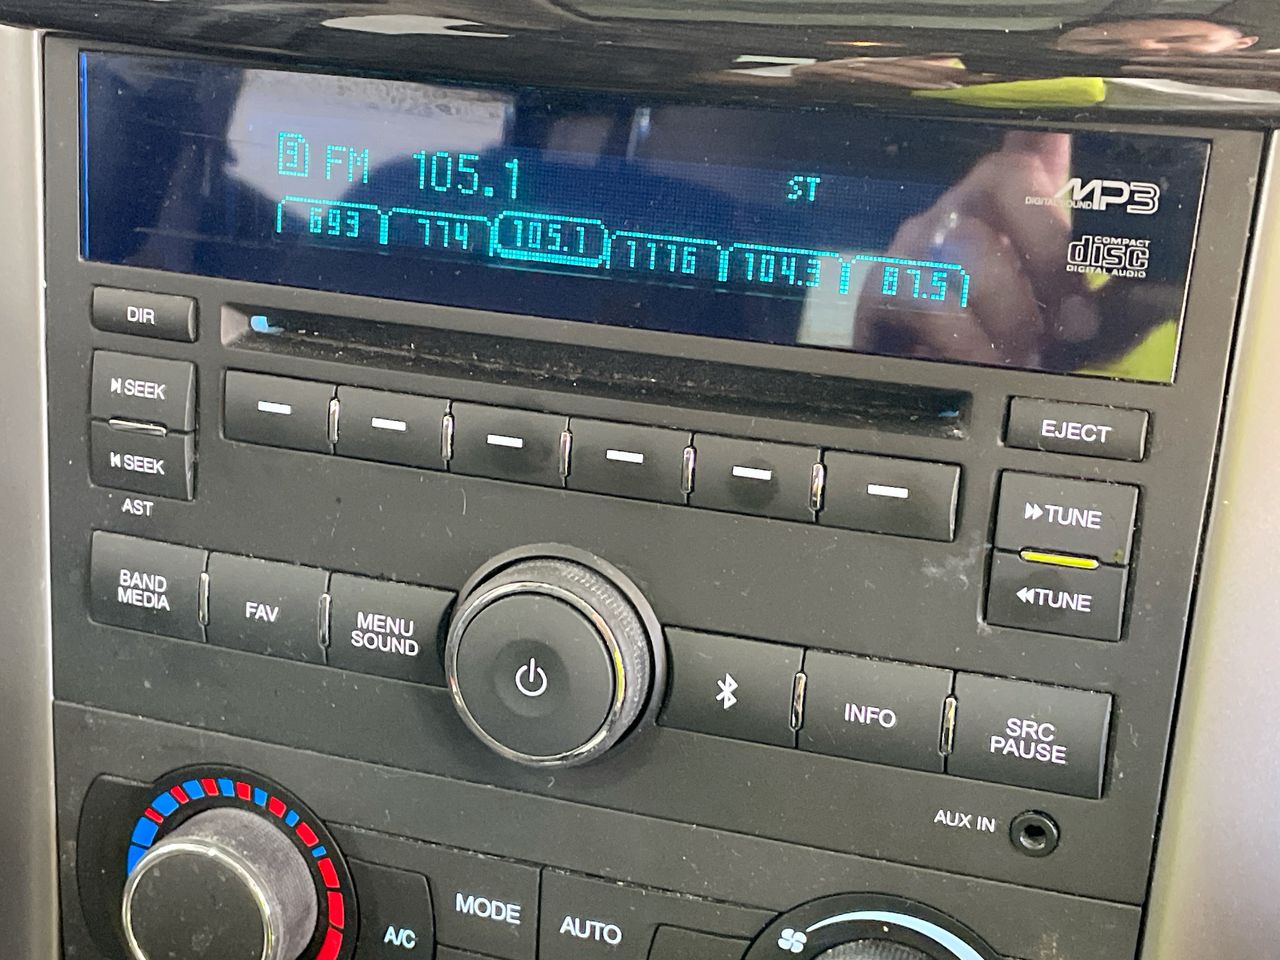 FM 105.1 ST
693 774 105.1 1116 104.3 87.5
DIGITAL SOUND MP3
COMPACT
disc
DIGITAL AUDIO
DIR
SEEK
SEEK
AST
EJECT
TUNE
TUNE
BAND
MEDIA
FAV
MENU
SOUND
INFO
SRC
PAUSE
AUX IN
A/C
MODE
AUTO